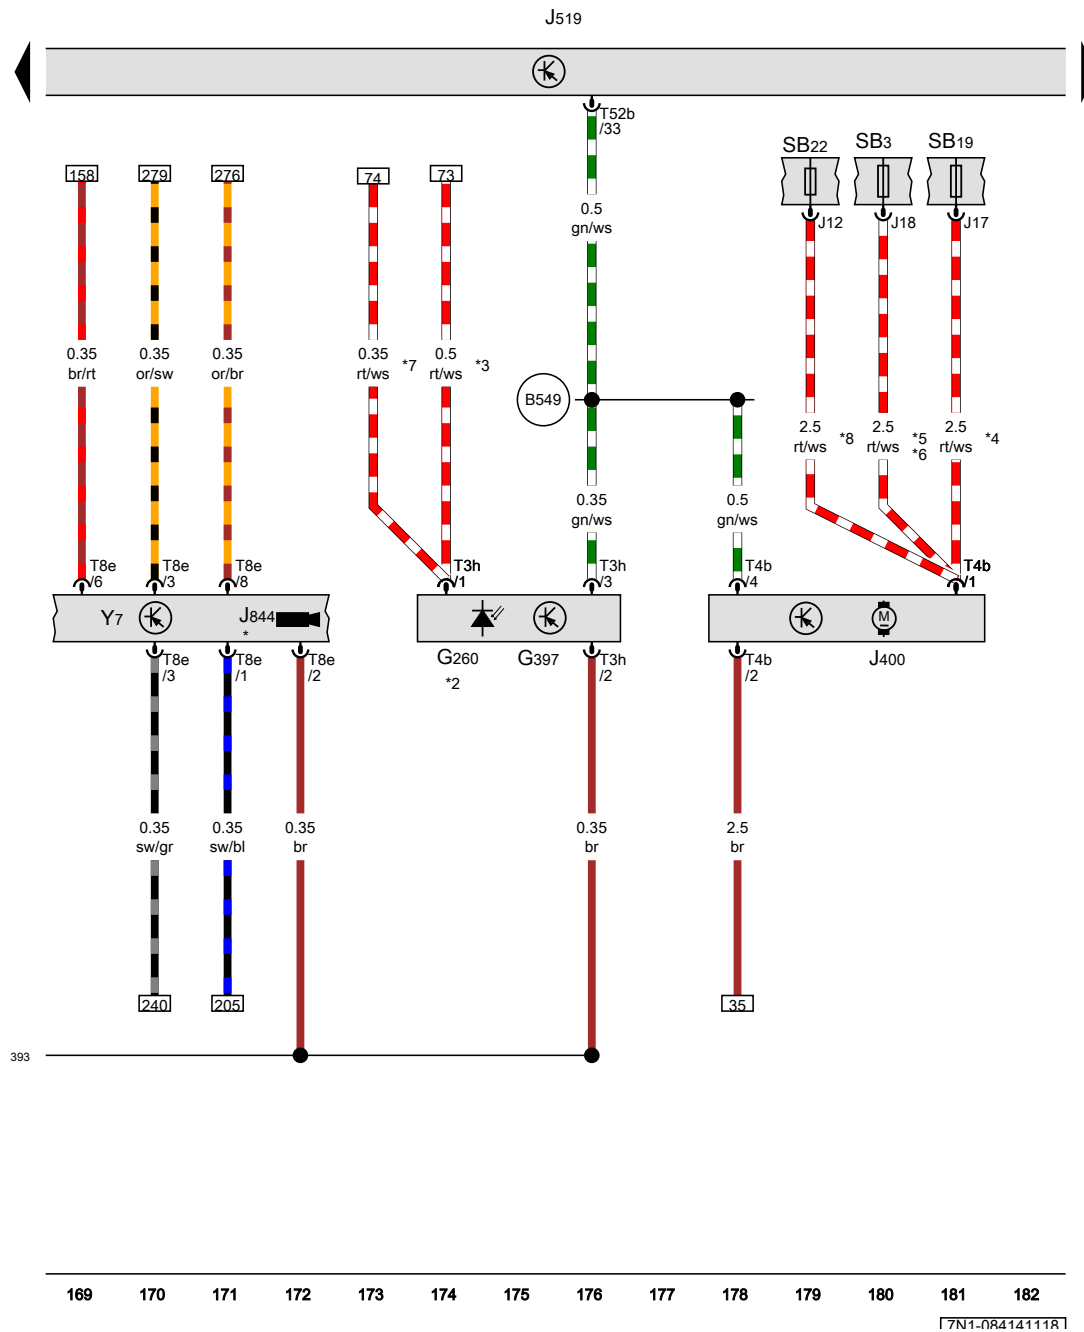 J519
T52b
/33
SB22 SB3 SB19
158 279 276 74 73
J12 J18 J17
0.5
gn/ws
0.35 0.35 0.35 0.35 *7 0.5 *3
br/rt or/sw or/br rt/ws rt/ws
B549
2.5 *8 2.5 *5 2.5 *4
rt/ws rt/ws *6 rt/ws
0.35 0.5
gn/ws gn/ws
T8e T8e T8e T3h T3h T4b T4b
/6 /3 /8 /1 /3 /4 /1
Y7 J844 M
*
T8e T8e T8e G260 G397 T3h T4b J400
/3 /1 /2 *2 /2 /2
0.35 0.35 0.35 0.35 2.5
sw/gr sw/bl br br br
240 205 35
393
169 170 171 172 173 174 175 176 177 178 179 180 181 182
7N1-084141118